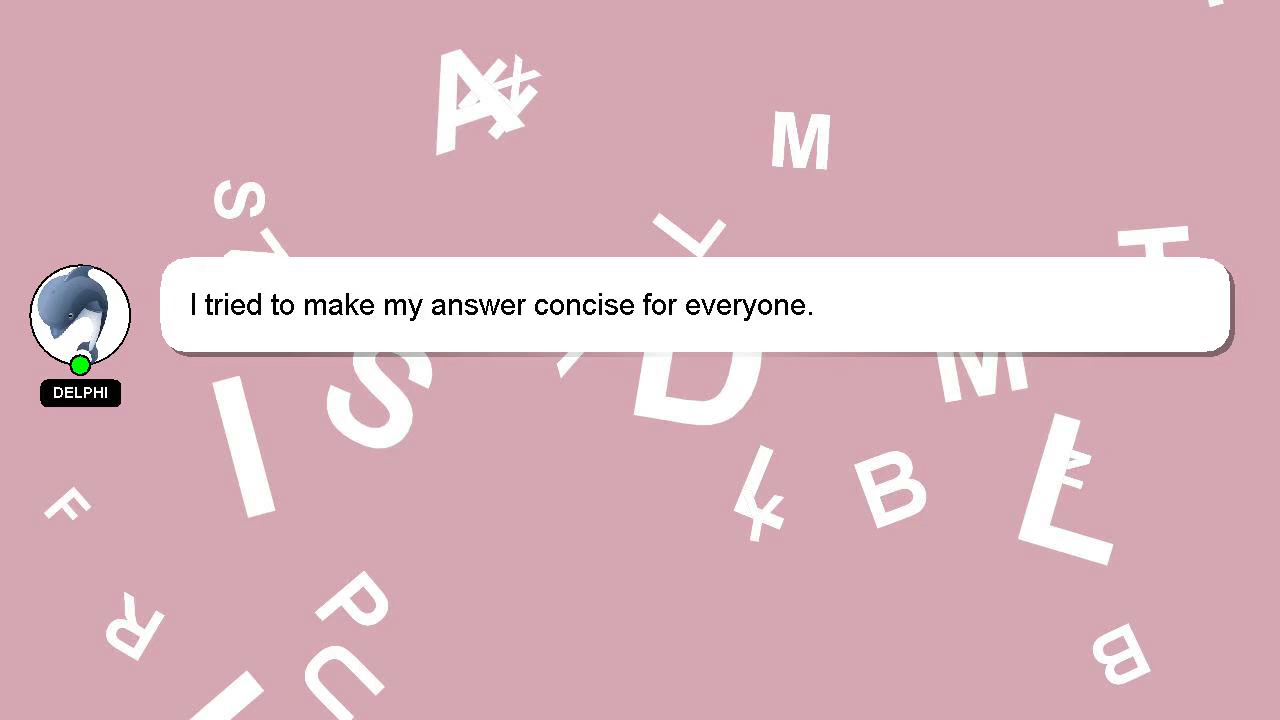 I tried to make my answer concise for everyone.
DELPHI
A
M
S
L
I
S
D
M
L
B
L
F
R
P
U
B